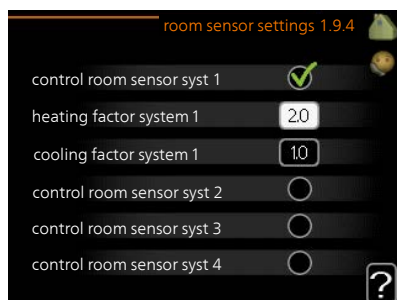 room sensor settings 1.9.4
control room sensor syst 1
heating factor system 1 2.0
cooling factor system 1 1.0
control room sensor syst 2
control room sensor syst 3
control room sensor syst 4
?